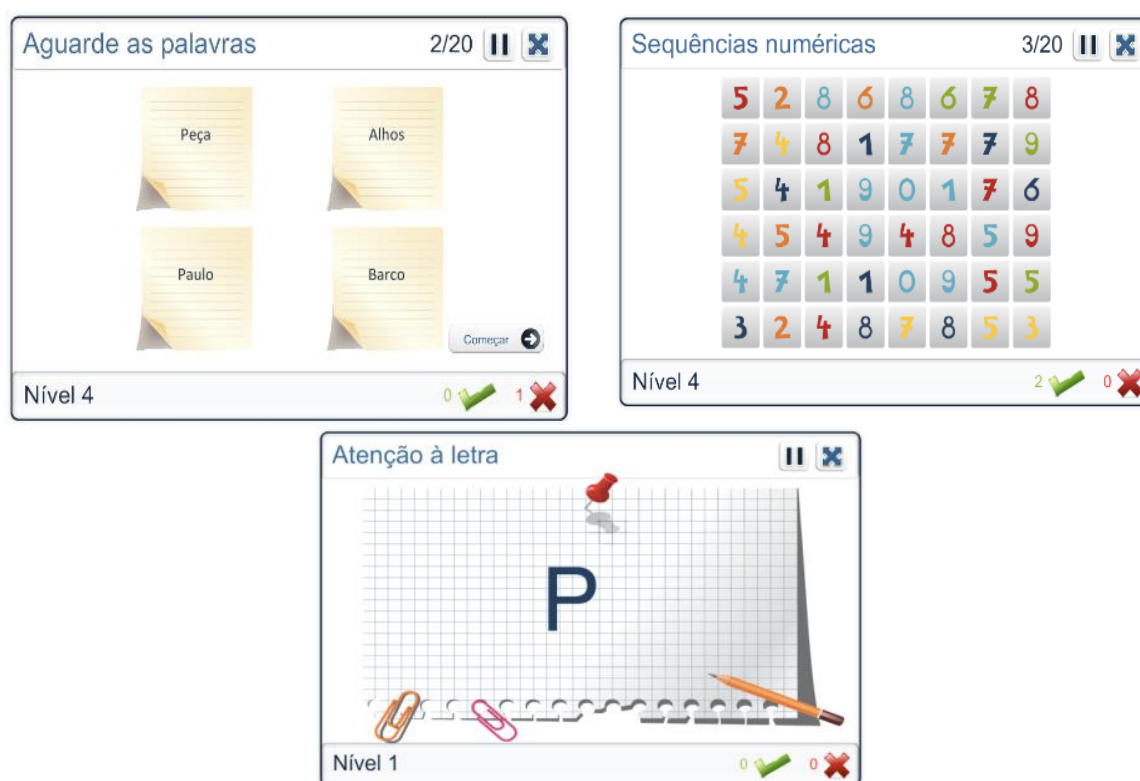 Aguarde as palavras 2/20
Peça Alhos
Paulo Barco
Começar
Nível 4 0 1
Sequências numéricas 3/20
5 2 8 6 8 6 7 8
7 4 8 1 7 7 7 9
5 4 1 9 0 1 7 6
4 5 4 9 4 8 5 9
4 7 1 1 0 9 5 5
3 2 4 8 7 8 5 3
Nível 4 2 0
Atenção à letra
P
Nível 1 0 0